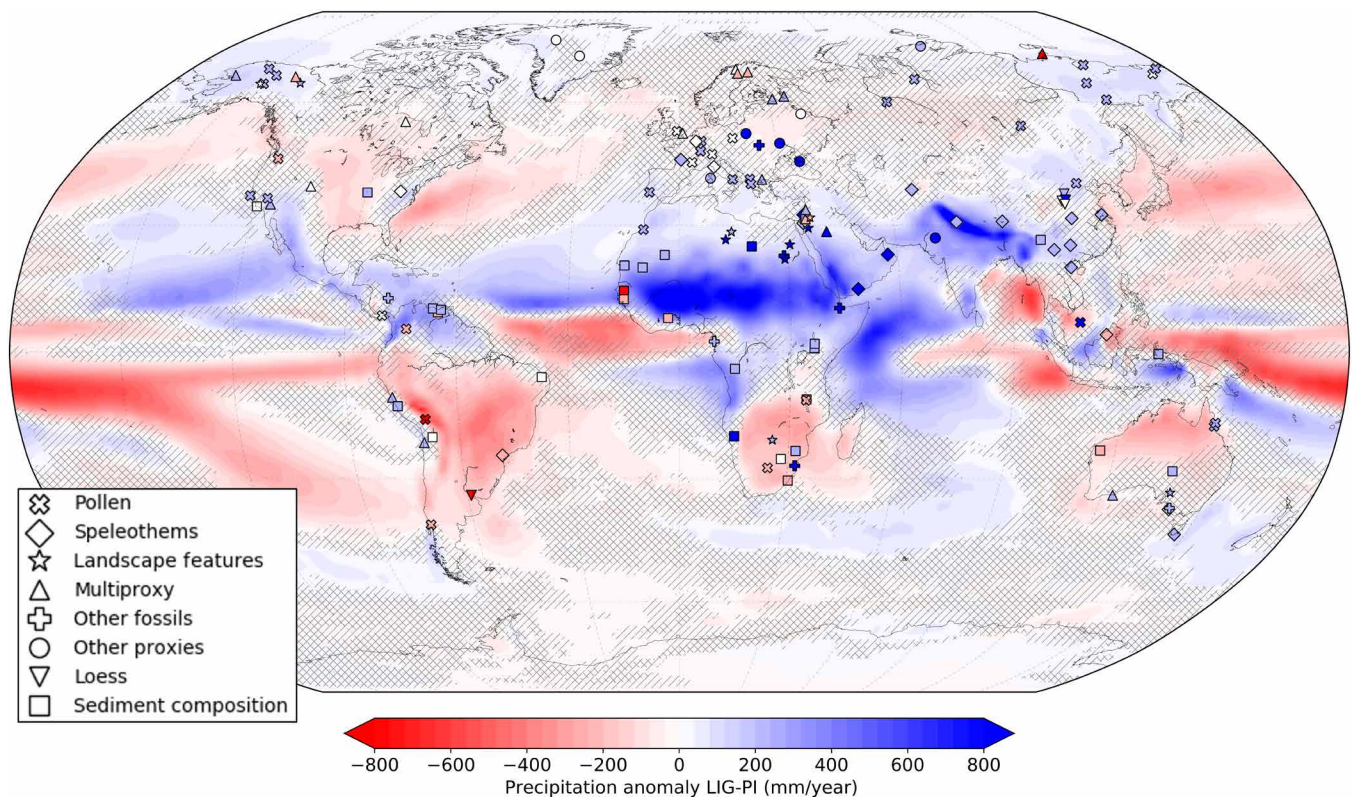 Pollen
Speleothems
Landscape features
Multiproxy
Other fossils
Other proxies
Loess
Sediment composition
−800 −600 −400 −200 0 200 400 600 800
Precipitation anomaly LIG-PI (mm/year)